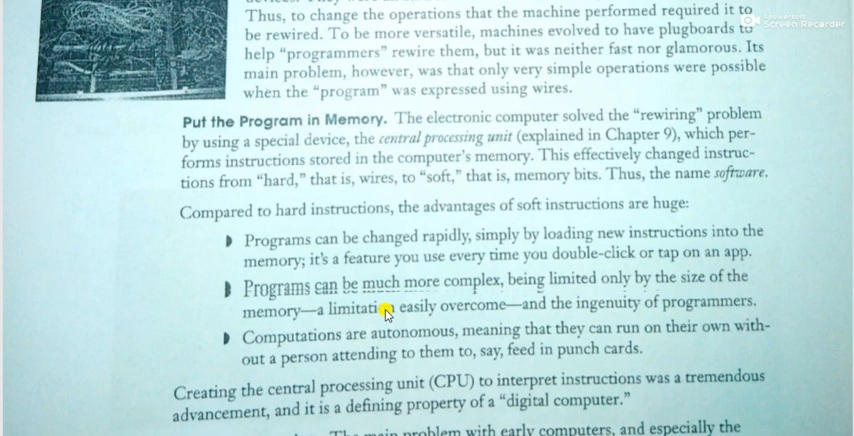 Thus, to change the operations that the machine performed required it to
be rewired. To be more versatile, machines evolved to have plugboards to
help “programmers” rewire them, but it was neither fast nor glamorous. Its
main problem, however, was that only very simple operations were possible
when the “program” was expressed using wires.
Screen Recorder
Put the Program in Memory. The electronic computer solved the “rewiring” problem
by using a special device, the central processing unit (explained in Chapter 9), which per-
forms instructions stored in the computer’s memory. This effectively changed instruc-
tions from “hard,” that is, wires, to “soft,” that is, memory bits. Thus, the name software.
Compared to hard instructions, the advantages of soft instructions are huge:
Programs can be changed rapidly, simply by loading new instructions into the
memory; it’s a feature you use every time you double-click or tap on an app.
Programs can be much more complex, being limited only by the size of the
memory—a limitation easily overcome—and the ingenuity of programmers.
Computations are autonomous, meaning that they can run on their own with-
out a person attending to them to, say, feed in punch cards.
Creating the central processing unit (CPU) to interpret instructions was a tremendous
advancement, and it is a defining property of a “digital computer.”
The main problem with early computers, and especially the